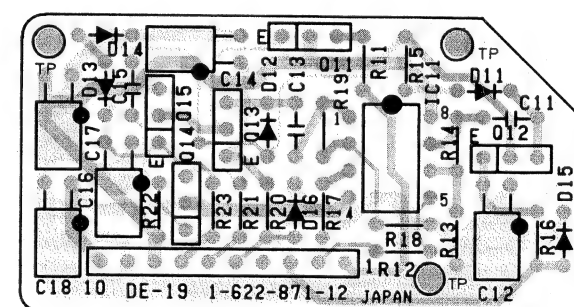 TP
D14
E
Q11
R11
R15
TP
D13
C15
C14
D12
C13
R19
IC11
D11
C11
Q12
Q15
Q13
1
8
R14
E
C17
E
Q14
E
D15
C16
R22
R23
R21
R20
D16
R17
4
5
R18
R13
R16
C18
10
DE-19
1-622-871-12
1
R12
JAPAN
TP
C12